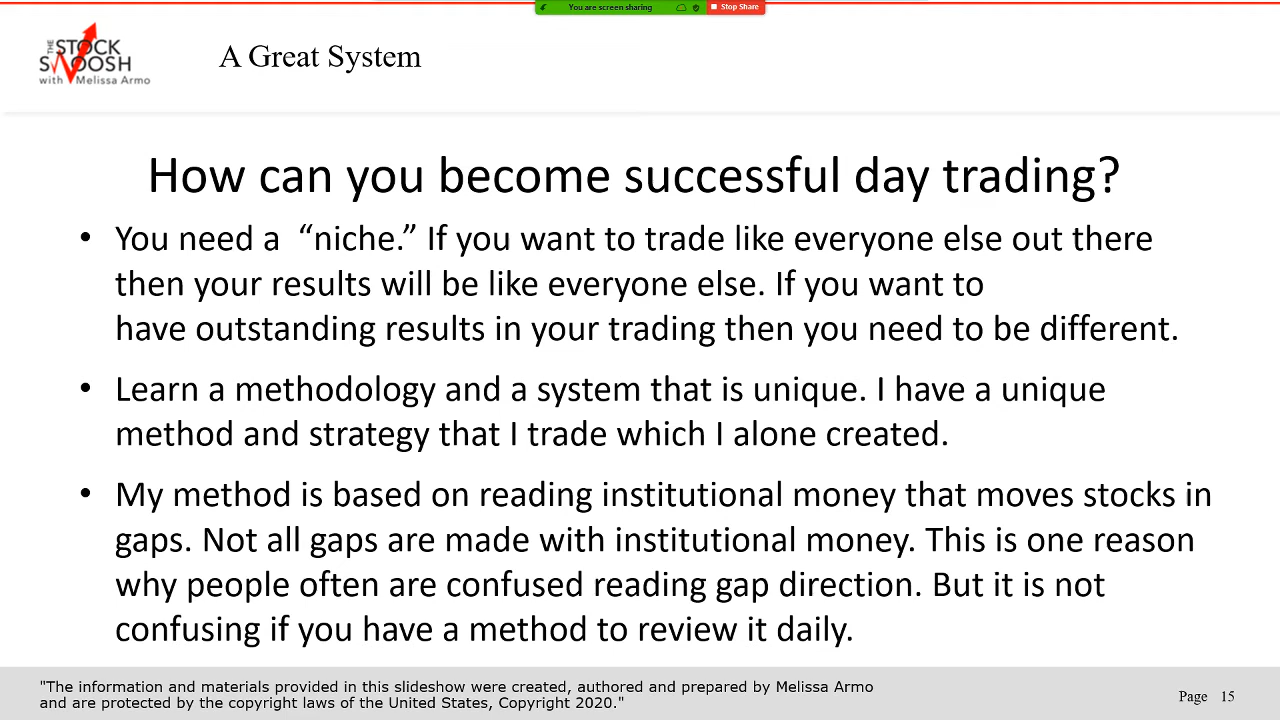 You are screen sharing
Stop Share
THE
STOCK
SWOOSH
with Melissa Armo
A Great System
How can you become successful day trading?
• You need a  “niche.” If you want to trade like everyone else out there
then your results will be like everyone else. If you want to
have outstanding results in your trading then you need to be different.
• Learn a methodology and a system that is unique. I have a unique
method and strategy that I trade which I alone created.
• My method is based on reading institutional money that moves stocks in
gaps. Not all gaps are made with institutional money. This is one reason
why people often are confused reading gap direction. But it is not
confusing if you have a method to review it daily.
"The information and materials provided in this slideshow were created, authored and prepared by Melissa Armo
and are protected by the copyright laws of the United States, Copyright 2020."
Page 15